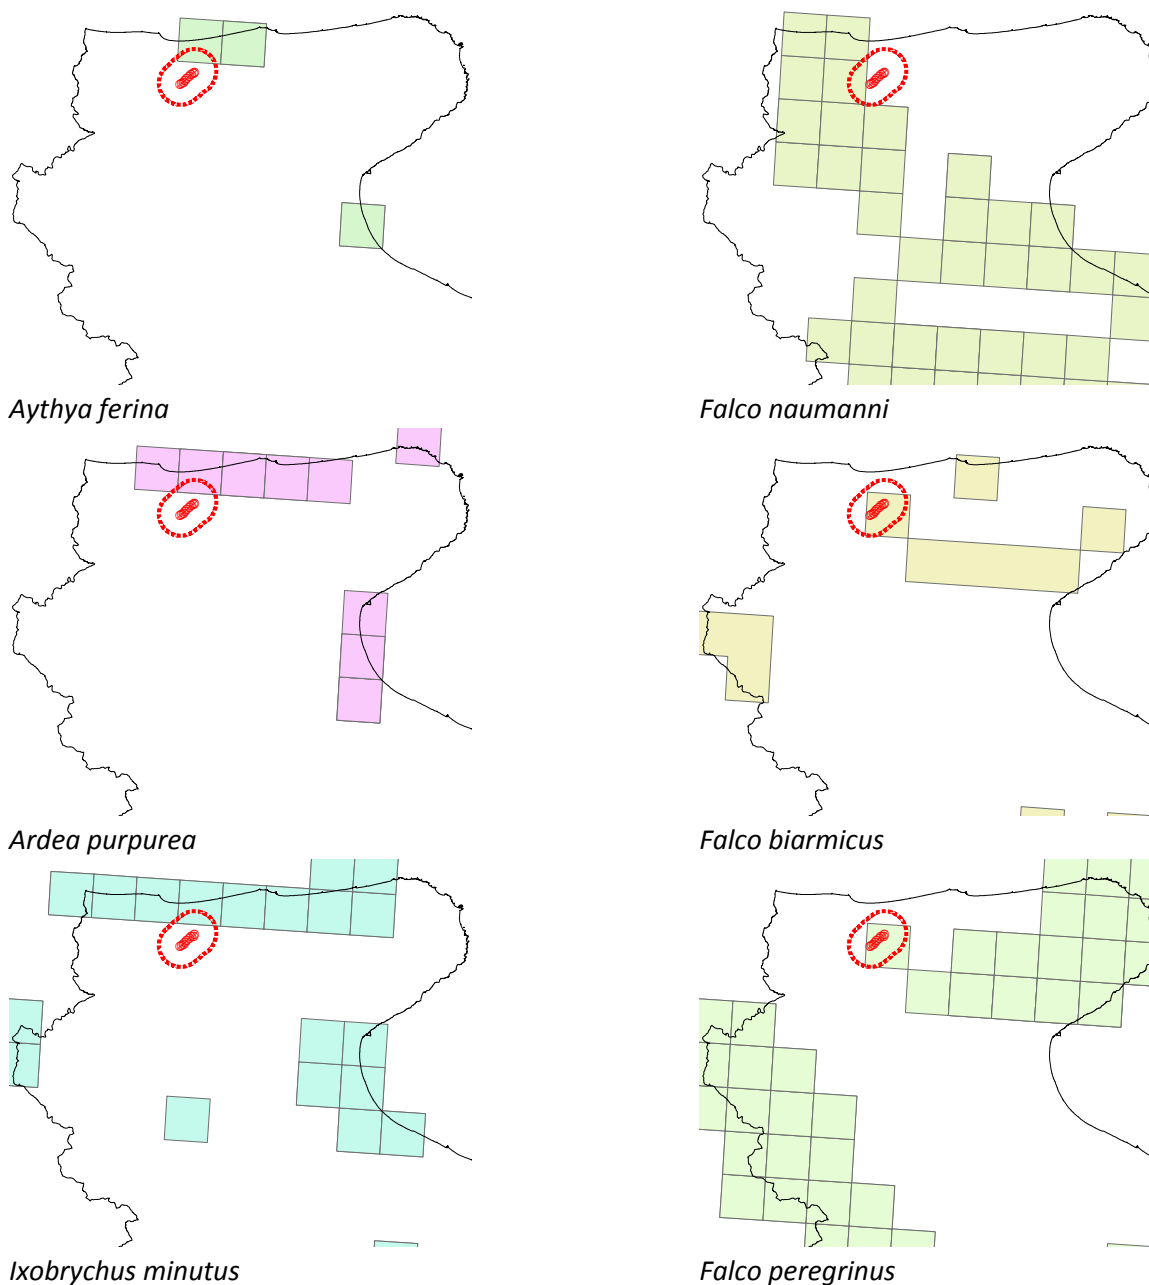 Aythya ferina
Falco naumanni
Ardea purpurea
Falco biarmicus
Ixobrychus minutus
Falco peregrinus